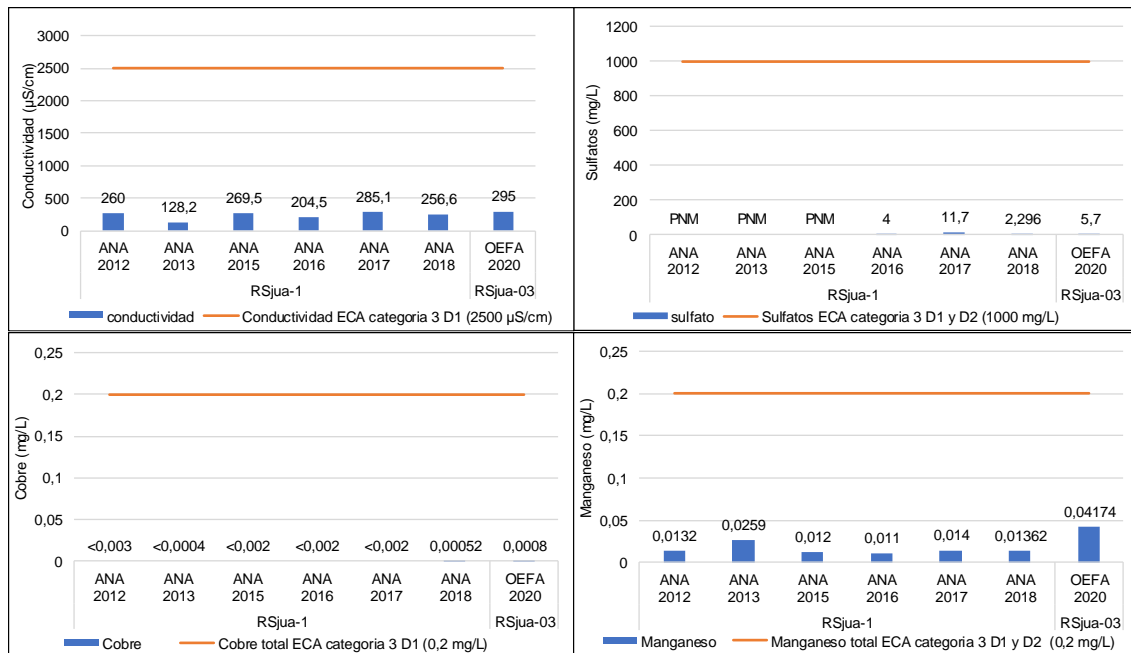 3000
2500
2000
1500
1000
500
0
Conductividad (µS/cm)
260
128,2
269,5
204,5
285,1
256,6
295
ANA ANA ANA ANA ANA ANA OEFA
2012 2013 2015 2016 2017 2018 2020
RSjua-1 RSjua-03
conductividad Conductividad ECA categoria 3 D1 (2500 µS/cm)
1200
1000
800
600
400
200
0
Sulfatos (mg/L)
PNM PNM PNM 4 11,7 2,296 5,7
ANA ANA ANA ANA ANA ANA OEFA
2012 2013 2015 2016 2017 2018 2020
RSjua-1 RSjua-03
sulfato Sulfatos ECA categoria 3 D1 y D2 (1000 mg/L)
0,25
0,2
0,15
0,1
0,05
0
Cobre (mg/L)
<0,003 <0,0004 <0,002 <0,002 <0,002 0,00052 0,0008
ANA ANA ANA ANA ANA ANA OEFA
2012 2013 2015 2016 2017 2018 2020
RSjua-1 RSjua-03
Cobre Cobre total ECA categoria 3 D1 (0,2 mg/L)
0,25
0,2
0,15
0,1
0,05
0
Manganeso (mg/L)
0,0132
0,0259
0,012
0,011
0,014
0,01362
0,04174
ANA ANA ANA ANA ANA ANA OEFA
2012 2013 2015 2016 2017 2018 2020
RSjua-1 RSjua-03
Manganeso Manganeso total ECA categoria 3 D1 y D2 (0,2 mg/L)